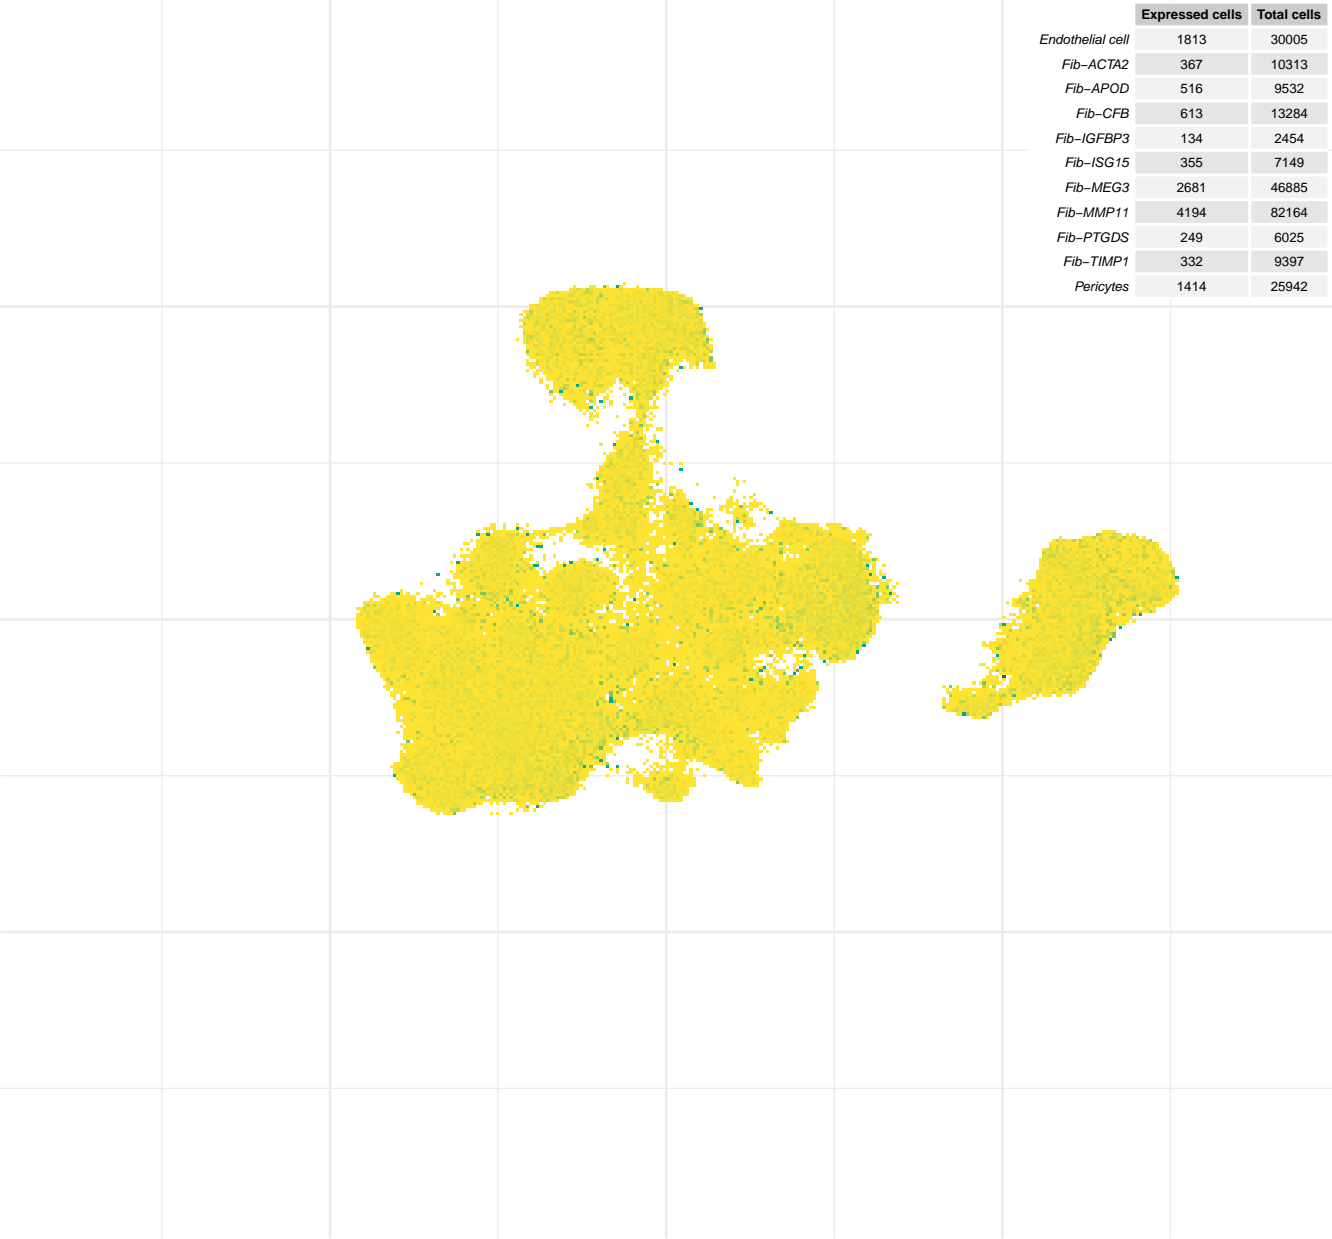 Expressed cells Total cells
Endothelial cell 1813 30005
Fib−ACTA2 367 10313
Fib−APOD 516 9532
Fib−CFB 613 13284
Fib−IGFBP3 134 2454
Fib−ISG15 355 7149
Fib−MEG3 2681 46885
Fib−MMP11 4194 82164
Fib−PTGDS 249 6025
Fib−TIMP1 332 9397
Pericytes 1414 25942